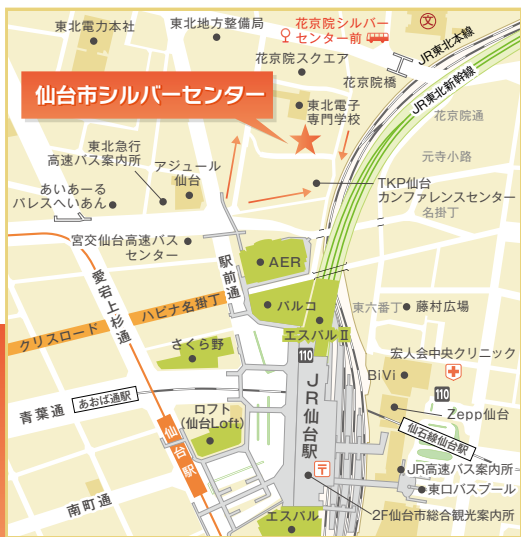 東北電力本社
東北地方整備局
花京院シルバー
センター前
文
JR東北本線
花京院スクエア
花京院橋
JR東北新幹線
仙台市シルバーセンター
東北電子
専門学校
花京院通
東北急行
高速バス案内所
アジュール
仙台
元寺小路
あいあーる
パレスへいあん
TKP仙台
カンファレンスセンター
名掛丁
宮交仙台高速バス
センター
駅前通
AER
愛宕上杉通
ハピナ名掛丁
パルコ
東六番丁
藤村広場
クリスロード
エスパルⅡ
さくら野
110
宏人会中央クリニック
BiVi
110
JR仙台駅
青葉通
あおば通駅
ロフト
(仙台Loft)
Zepp仙台
仙石線仙台駅
仙台駅
〒
JR高速バス案内所
東口バスプール
南町通
2F仙台市総合観光案内所
エスパル